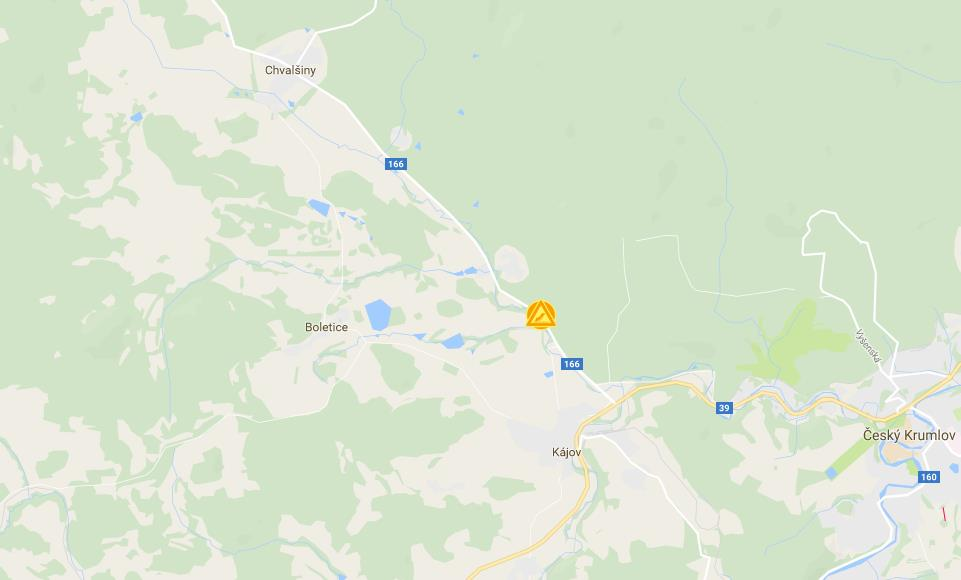 Chvalšiny
166
Boletice
166
Vyšenská
39
Český Krumlov
Kájov
160